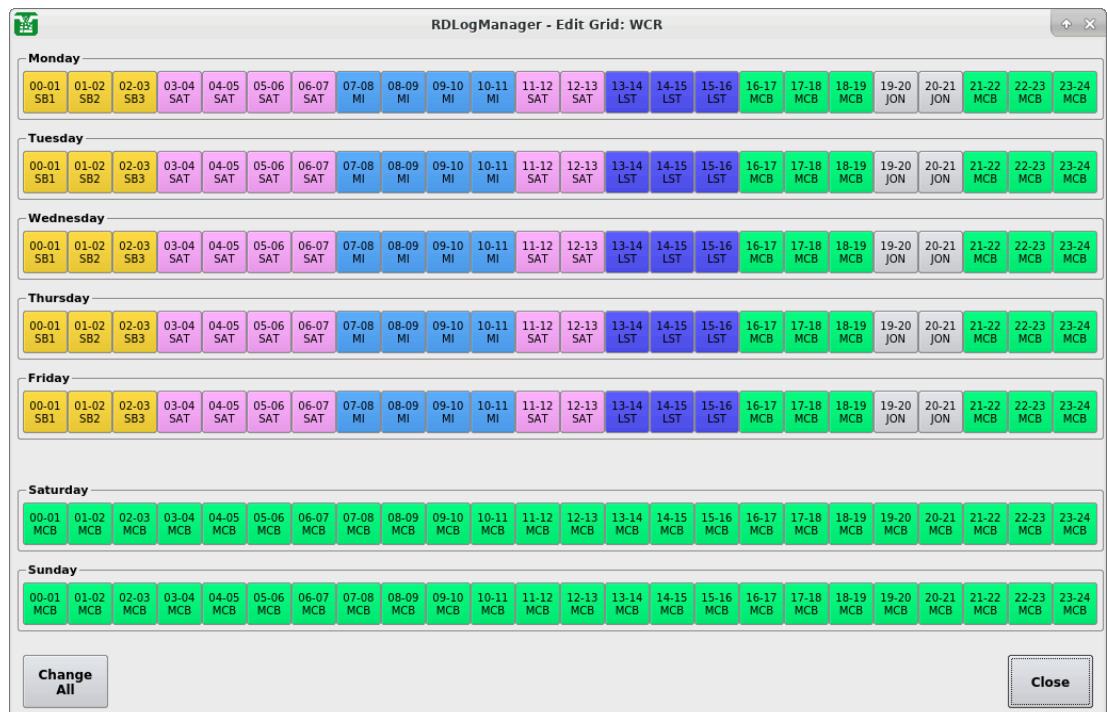 RDLogManager - Edit Grid: WCR
Monday
00-01 01-02 02-03 03-04 04-05 05-06 06-07 07-08 08-09 09-10 10-11 11-12 12-13 13-14 14-15 15-16 16-17 17-18 18-19 19-20 20-21 21-22 22-23 23-24
SB1 SB2 SB3 SAT SAT SAT SAT MI MI MI MI SAT SAT LST LST LST MCB MCB MCB JON JON MCB MCB MCB
Tuesday
00-01 01-02 02-03 03-04 04-05 05-06 06-07 07-08 08-09 09-10 10-11 11-12 12-13 13-14 14-15 15-16 16-17 17-18 18-19 19-20 20-21 21-22 22-23 23-24
SB1 SB2 SB3 SAT SAT SAT SAT MI MI MI MI SAT SAT LST LST LST MCB MCB MCB JON JON MCB MCB MCB
Wednesday
00-01 01-02 02-03 03-04 04-05 05-06 06-07 07-08 08-09 09-10 10-11 11-12 12-13 13-14 14-15 15-16 16-17 17-18 18-19 19-20 20-21 21-22 22-23 23-24
SB1 SB2 SB3 SAT SAT SAT SAT MI MI MI MI SAT SAT LST LST LST MCB MCB MCB JON JON MCB MCB MCB
Thursday
00-01 01-02 02-03 03-04 04-05 05-06 06-07 07-08 08-09 09-10 10-11 11-12 12-13 13-14 14-15 15-16 16-17 17-18 18-19 19-20 20-21 21-22 22-23 23-24
SB1 SB2 SB3 SAT SAT SAT SAT MI MI MI MI SAT SAT LST LST LST MCB MCB MCB JON JON MCB MCB MCB
Friday
00-01 01-02 02-03 03-04 04-05 05-06 06-07 07-08 08-09 09-10 10-11 11-12 12-13 13-14 14-15 15-16 16-17 17-18 18-19 19-20 20-21 21-22 22-23 23-24
SB1 SB2 SB3 SAT SAT SAT SAT MI MI MI MI SAT SAT LST LST LST MCB MCB MCB JON JON MCB MCB MCB
Saturday
00-01 01-02 02-03 03-04 04-05 05-06 06-07 07-08 08-09 09-10 10-11 11-12 12-13 13-14 14-15 15-16 16-17 17-18 18-19 19-20 20-21 21-22 22-23 23-24
MCB MCB MCB MCB MCB MCB MCB MCB MCB MCB MCB MCB MCB MCB MCB MCB MCB MCB MCB MCB MCB MCB MCB MCB
Sunday
00-01 01-02 02-03 03-04 04-05 05-06 06-07 07-08 08-09 09-10 10-11 11-12 12-13 13-14 14-15 15-16 16-17 17-18 18-19 19-20 20-21 21-22 22-23 23-24
MCB MCB MCB MCB MCB MCB MCB MCB MCB MCB MCB MCB MCB MCB MCB MCB MCB MCB MCB MCB MCB MCB MCB MCB
Change
All
Close